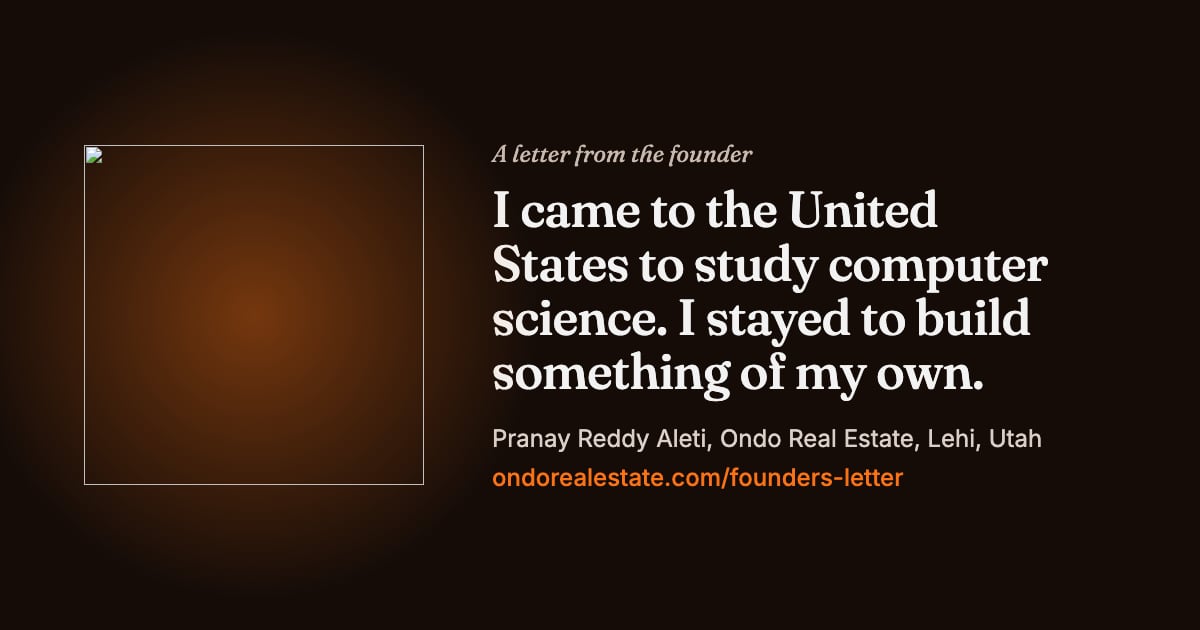 A letter from the founder
I came to the United
States to study computer
science. I stayed to build
something of my own.
Pranay Reddy Aleti, Ondo Real Estate, Lehi, Utah
ondorealestate.com/founders-letter